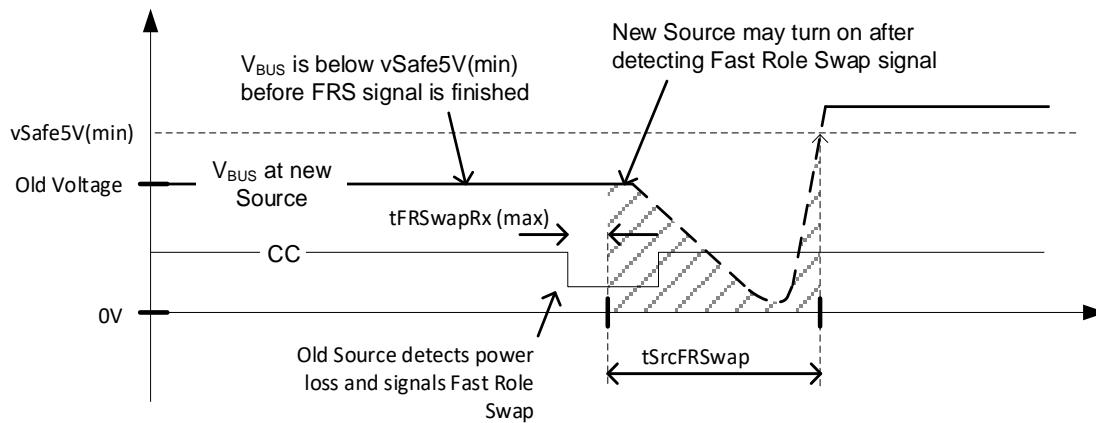 New Source may turn on after
detecting Fast Role Swap signal
VBUS is below vSafe5V(min)
before FRS signal is finished
vSafe5V(min)
Old Voltage
VBUS at new
Source
tFRSwapRx (max)
CC
0V
Old Source detects power
loss and signals Fast Role
Swap
tSrcFRSwap